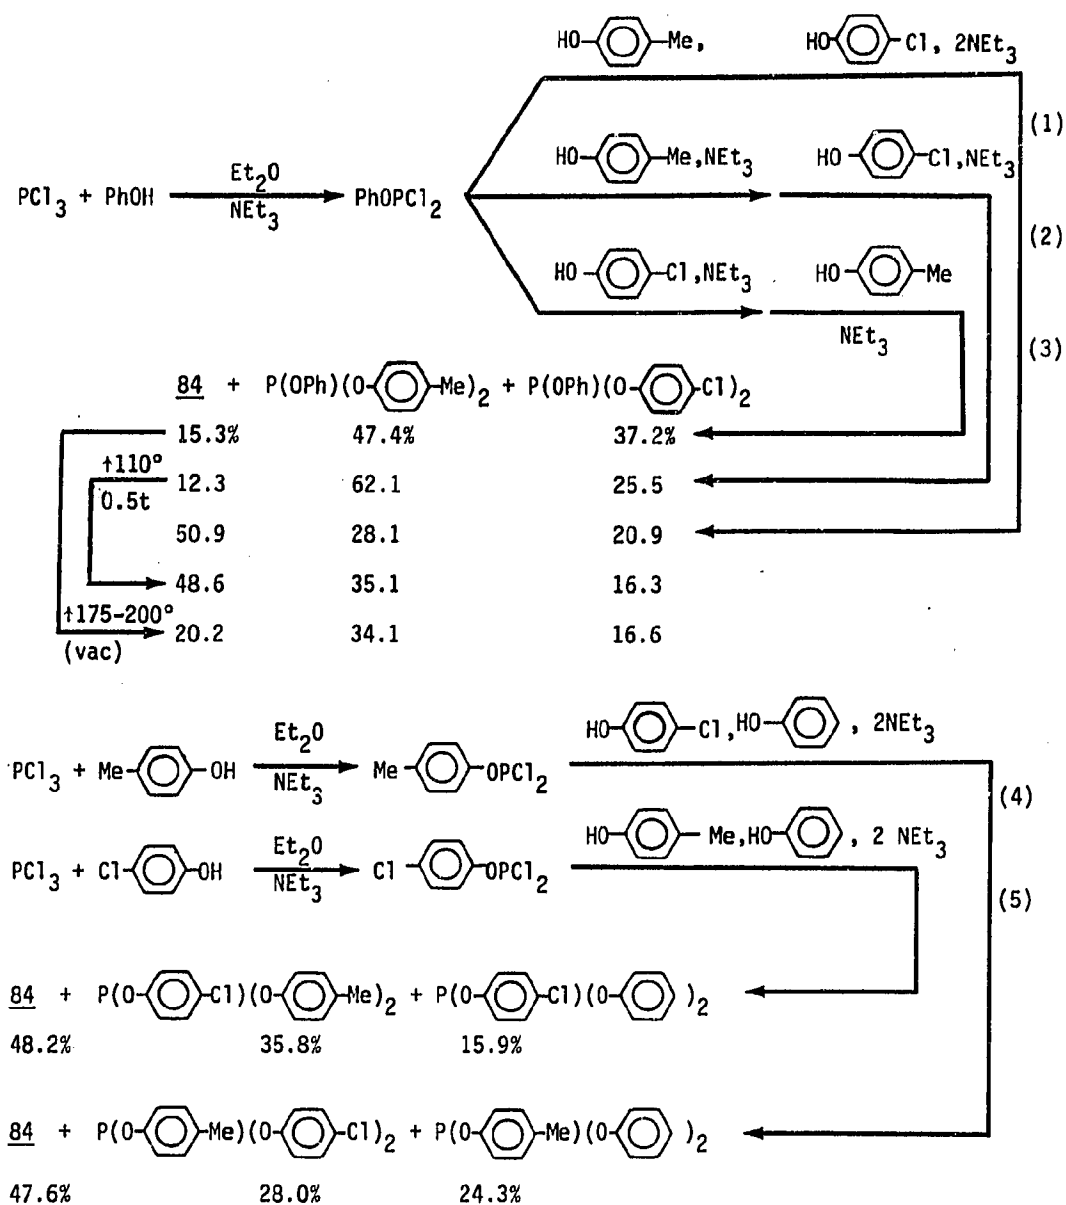 HO-⌬-Me, HO-⌬-Cl, 2NEt3
(1)
HO-⌬-Me,NEt3 HO-⌬-Cl,NEt3
PCl3 + PhOH Et2O NEt3 PhOPCl2
(2)
HO-⌬-Cl,NEt3 HO-⌬-Me
NEt3
(3)
84 + P(OPh)(O-⌬-Me)2 + P(OPh)(O-⌬-Cl)2
15.3% 47.4% 37.2%
↑110°
12.3 62.1 25.5
0.5t
50.9 28.1 20.9
48.6 35.1 16.3
↑175-200°
20.2 34.1 16.6
(vac)
HO-⌬-Cl,HO-⌬, 2NEt3
PCl3 + Me-⌬-OH Et2O NEt3 Me-⌬-OPCl2
(4)
HO-⌬-Me,HO-⌬, 2 NEt3
PCl3 + Cl-⌬-OH Et2O NEt3 Cl-⌬-OPCl2
(5)
84 + P(O-⌬-Cl)(O-⌬-Me)2 + P(O-⌬-Cl)(O-⌬)2
48.2% 35.8% 15.9%
84 + P(O-⌬-Me)(O-⌬-Cl)2 + P(O-⌬-Me)(O-⌬)2
47.6% 28.0% 24.3%